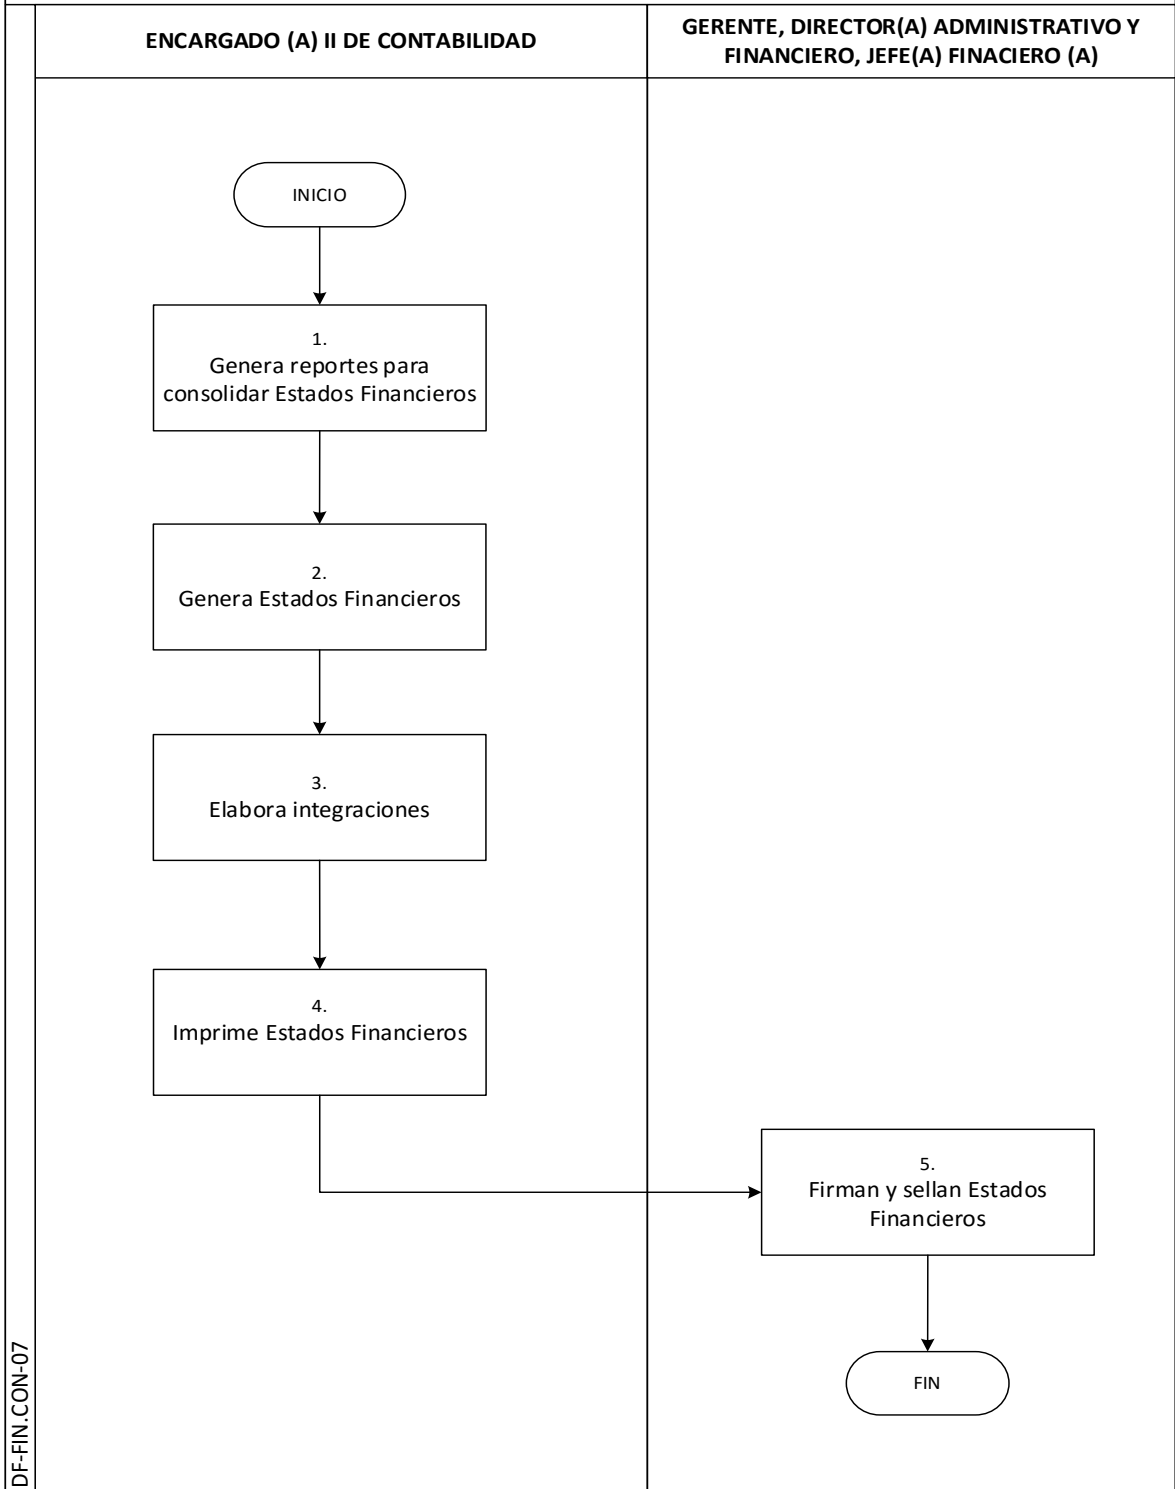 ENCARGADO (A) II DE CONTABILIDAD
GERENTE, DIRECTOR(A) ADMINISTRATIVO Y
FINANCIERO, JEFE(A) FINACIERO (A)
INICIO
1.
Genera reportes para
consolidar Estados Financieros
2.
Genera Estados Financieros
3.
Elabora integraciones
4.
Imprime Estados Financieros
5.
Firman y sellan Estados
Financieros
FIN
DF-FIN.CON-07